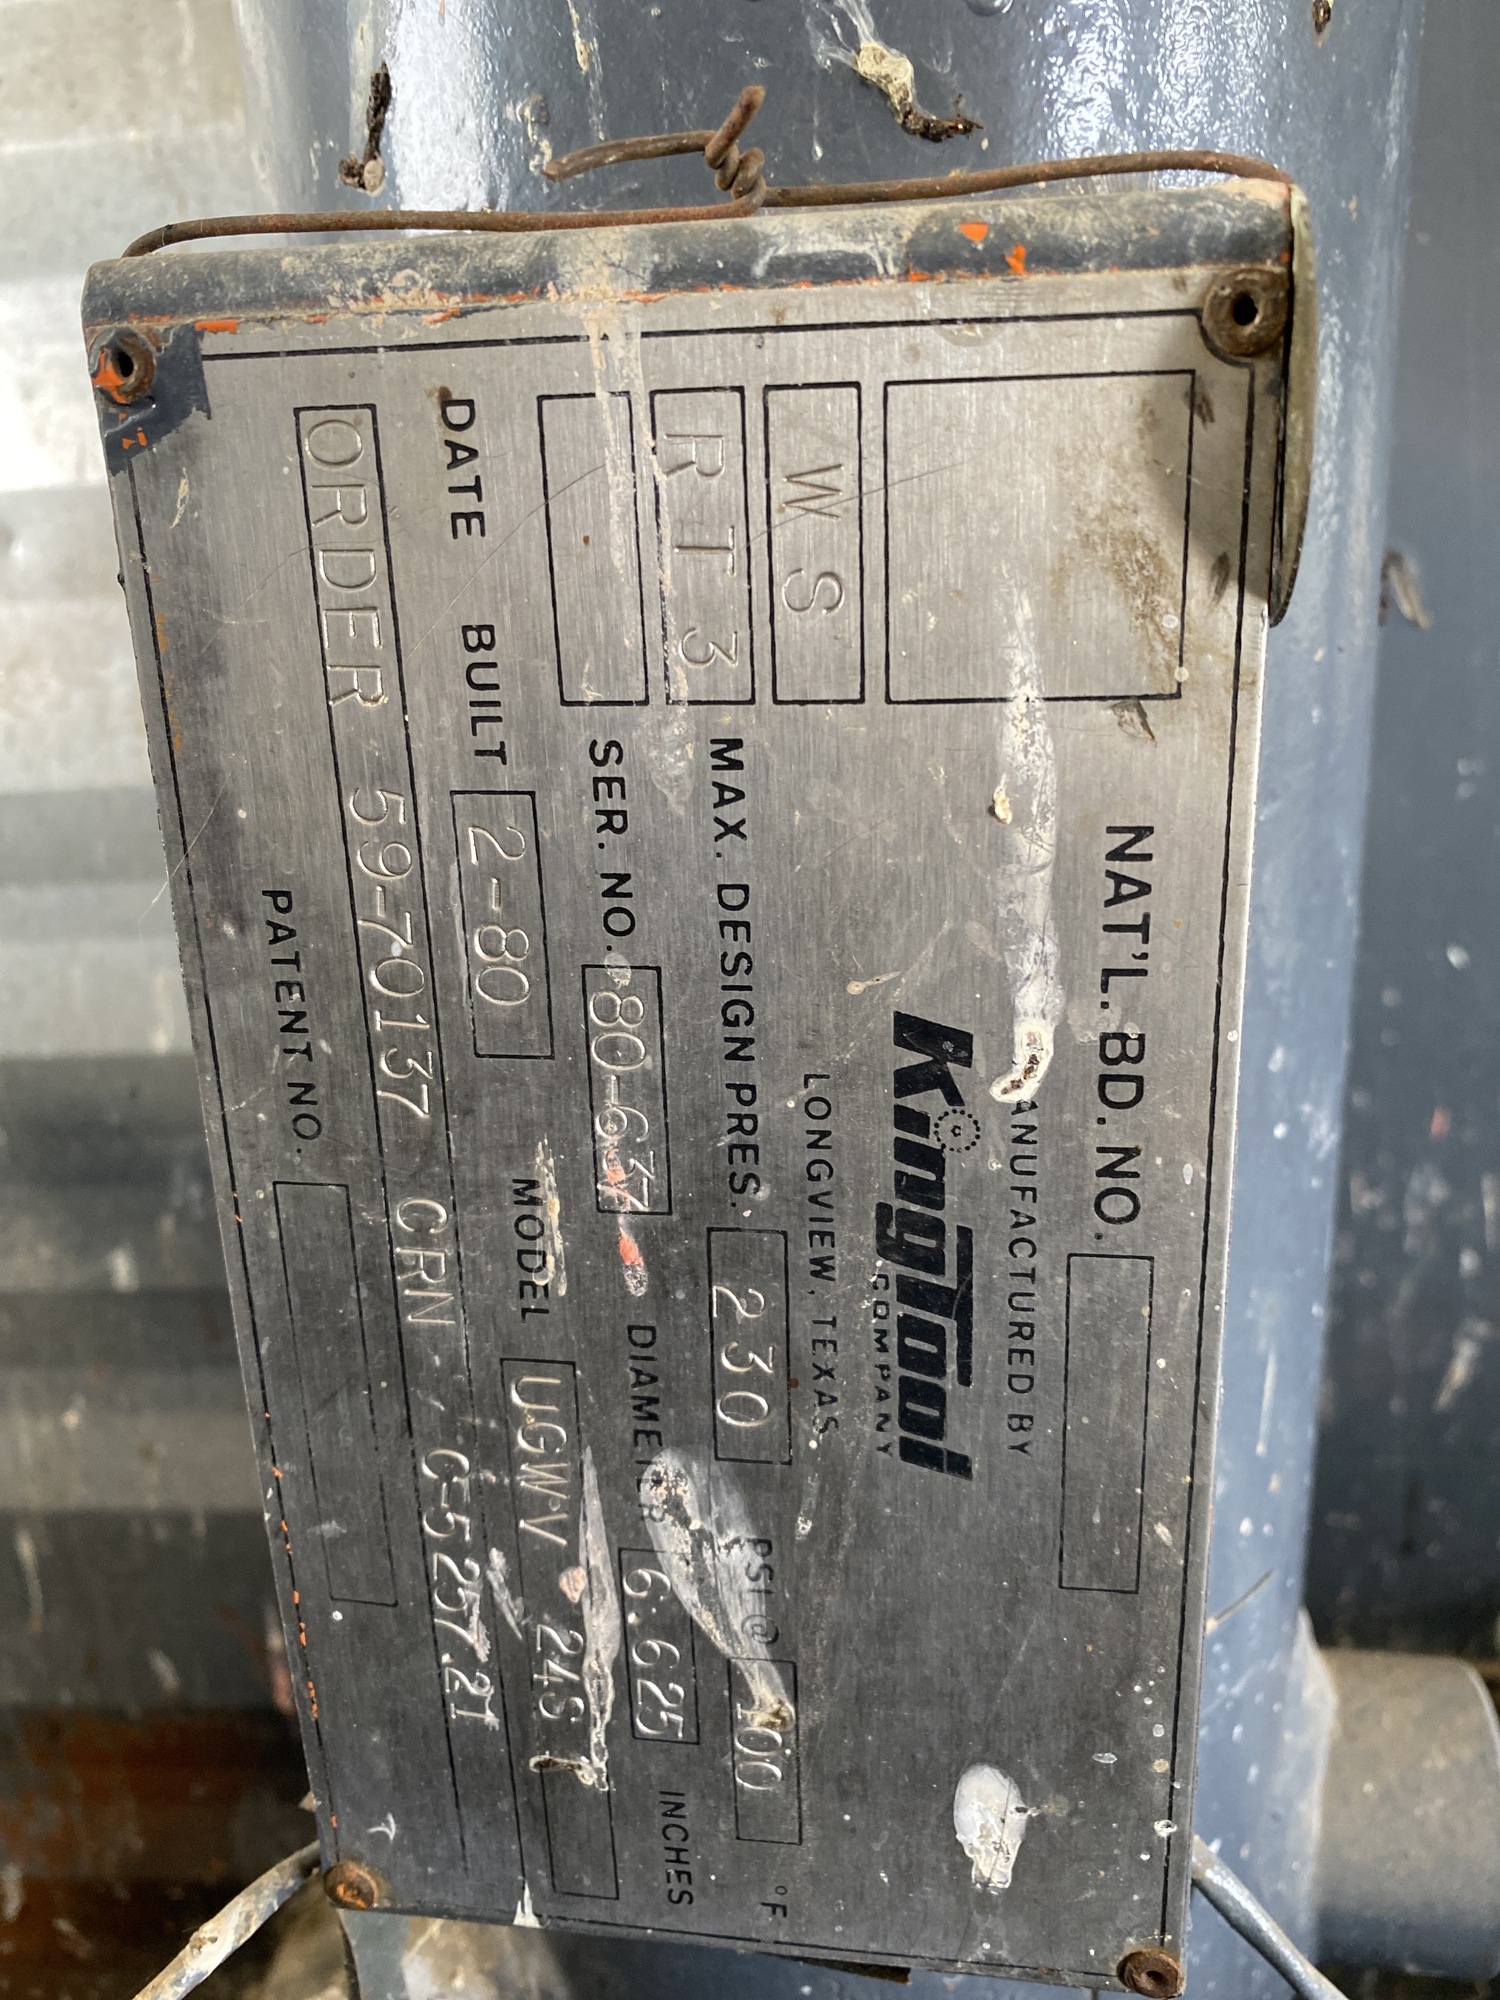 NAT'L. BD. NO.
MANUFACTURED BY
KingTool
COMPANY
LONGVIEW, TEXAS
W S
R T 3
MAX. DESIGN PRES. 230 PSI @ 100 °F
SER. NO. 80-637 DIAMETER 6.625 INCHES
DATE BUILT 2-80 MODEL UGWV 24S
ORDER 59-70137 CRN C-5257.21
PATENT NO.